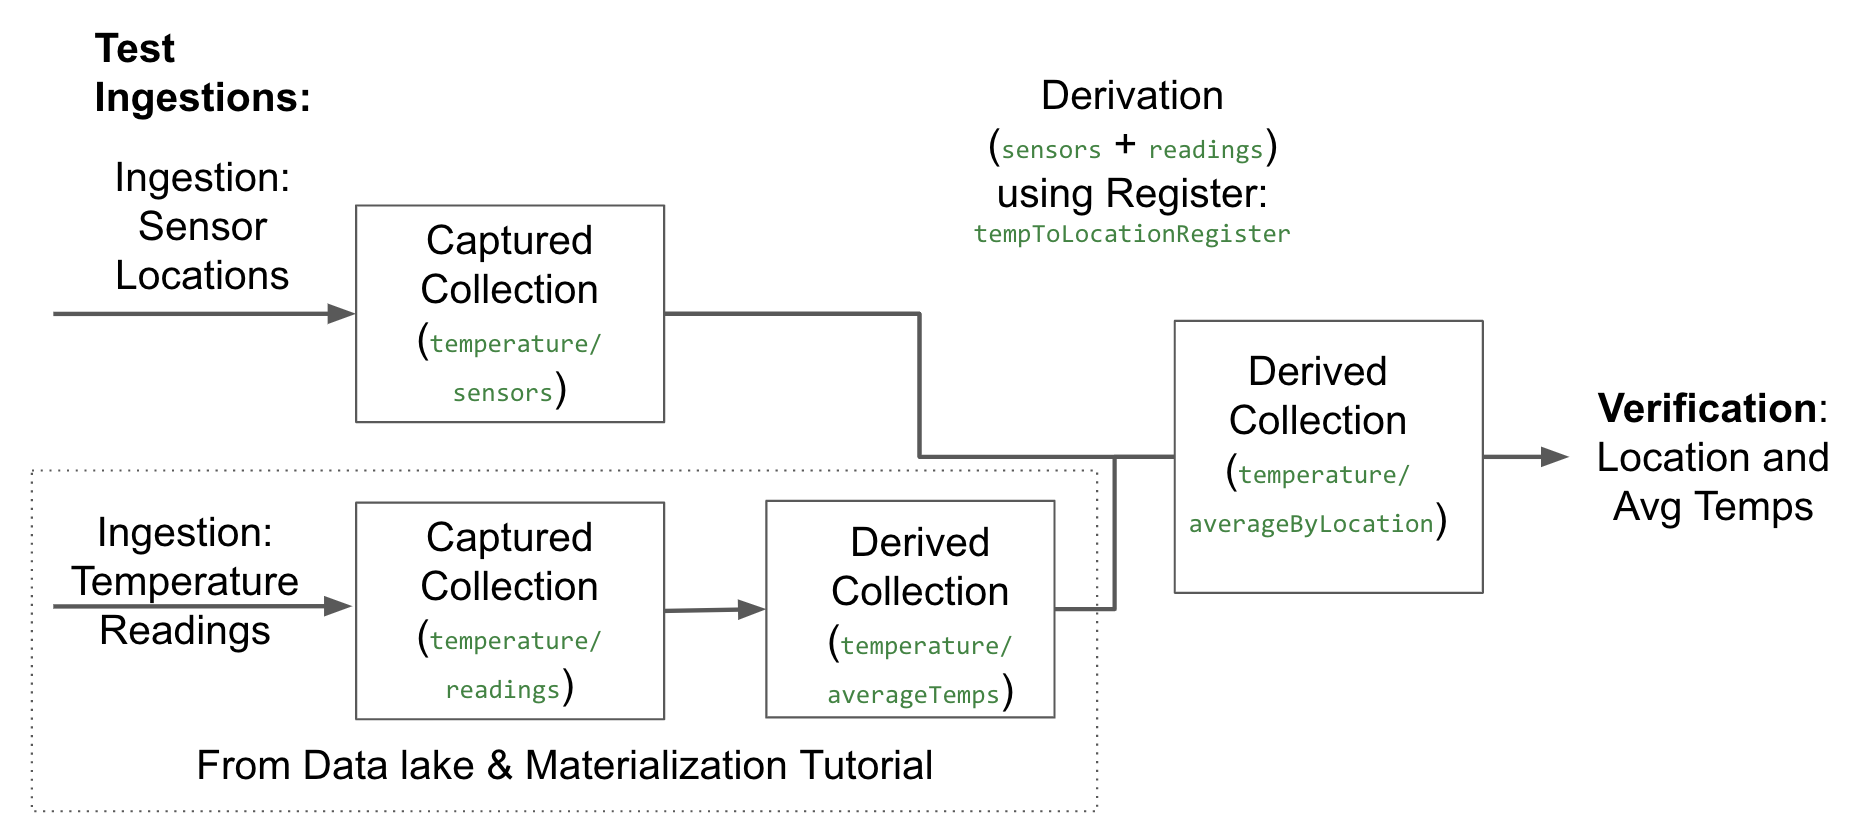 Test
Ingestions:
Ingestion:
Sensor
Locations
Captured
Collection
(temperature/
sensors)
Derivation
(sensors + readings)
using Register:
tempToLocationRegister
Derived
Collection
(temperature/
averageByLocation)
Verification:
Location and
Avg Temps
Ingestion:
Temperature
Readings
Captured
Collection
(temperature/
readings)
Derived
Collection
(temperature/
averageTemps)
From Data lake & Materialization Tutorial